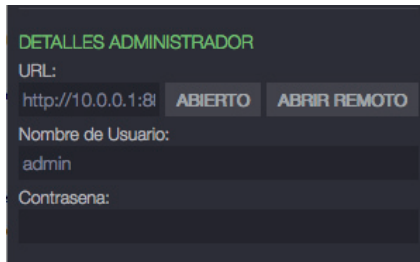 DETALLES ADMINISTRADOR
URL:
http://10.0.0.1:8 ABIERTO ABRIR REMOTO
Nombre de Usuario:
admin
Contrasena: